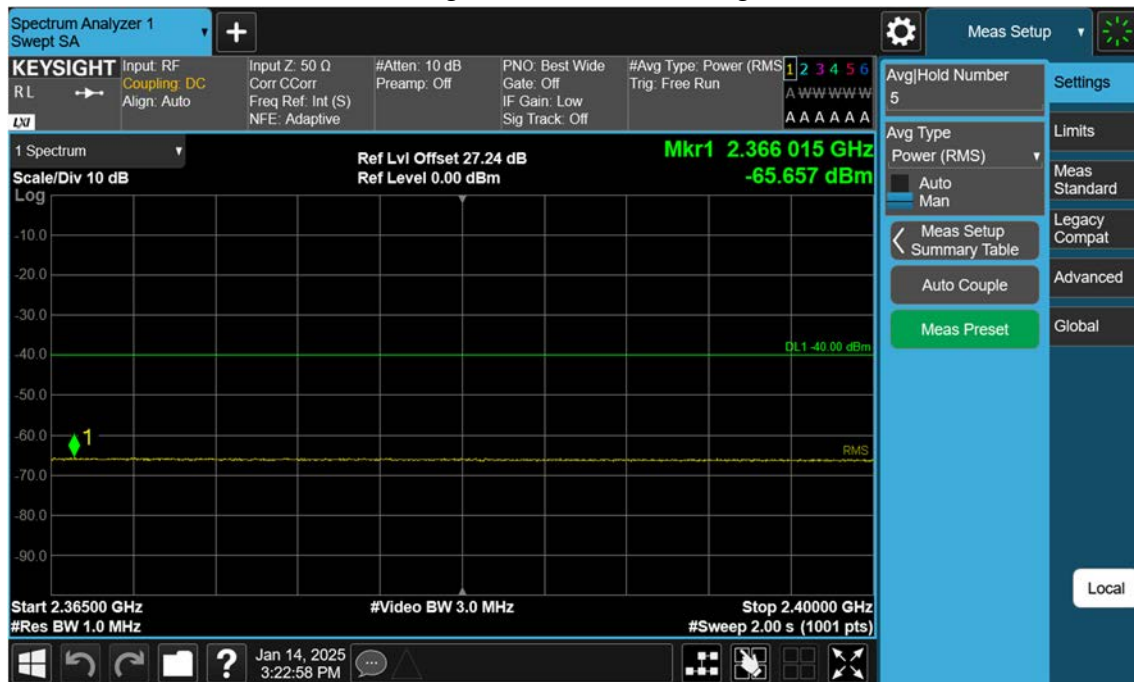 Spectrum Analyzer 1
Swept SA
Meas Setup
KEYSIGHT
R L
LXI
Input: RF
Coupling: DC
Align: Auto
Input Z: 50 Ω
Corr CCorr
Freq Ref: Int (S)
NFE: Adaptive
#Atten: 10 dB
Preamp: Off
PNO: Best Wide
Gate: Off
IF Gain: Low
Sig Track: Off
#Avg Type: Power (RMS
Trig: Free Run
1 2 3 4 5 6
A W W W W W
A A A A A A
1 Spectrum
Scale/Div 10 dB
Ref Lvl Offset 27.24 dB
Ref Level 0.00 dBm
Mkr1 2.366 015 GHz
-65.657 dBm
Log
-10.0
-20.0
-30.0
-40.0
DL1 -40.00 dBm
-50.0
-60.0
1
RMS
-70.0
-80.0
-90.0
Start 2.36500 GHz
#Video BW 3.0 MHz
Stop 2.40000 GHz
#Res BW 1.0 MHz
#Sweep 2.00 s (1001 pts)
Avg|Hold Number
5
Avg Type
Power (RMS)
Auto
Man
Meas Setup
Summary Table
Auto Couple
Meas Preset
Settings
Limits
Meas
Standard
Legacy
Compat
Advanced
Global
Local
?
Jan 14, 2025
3:22:58 PM